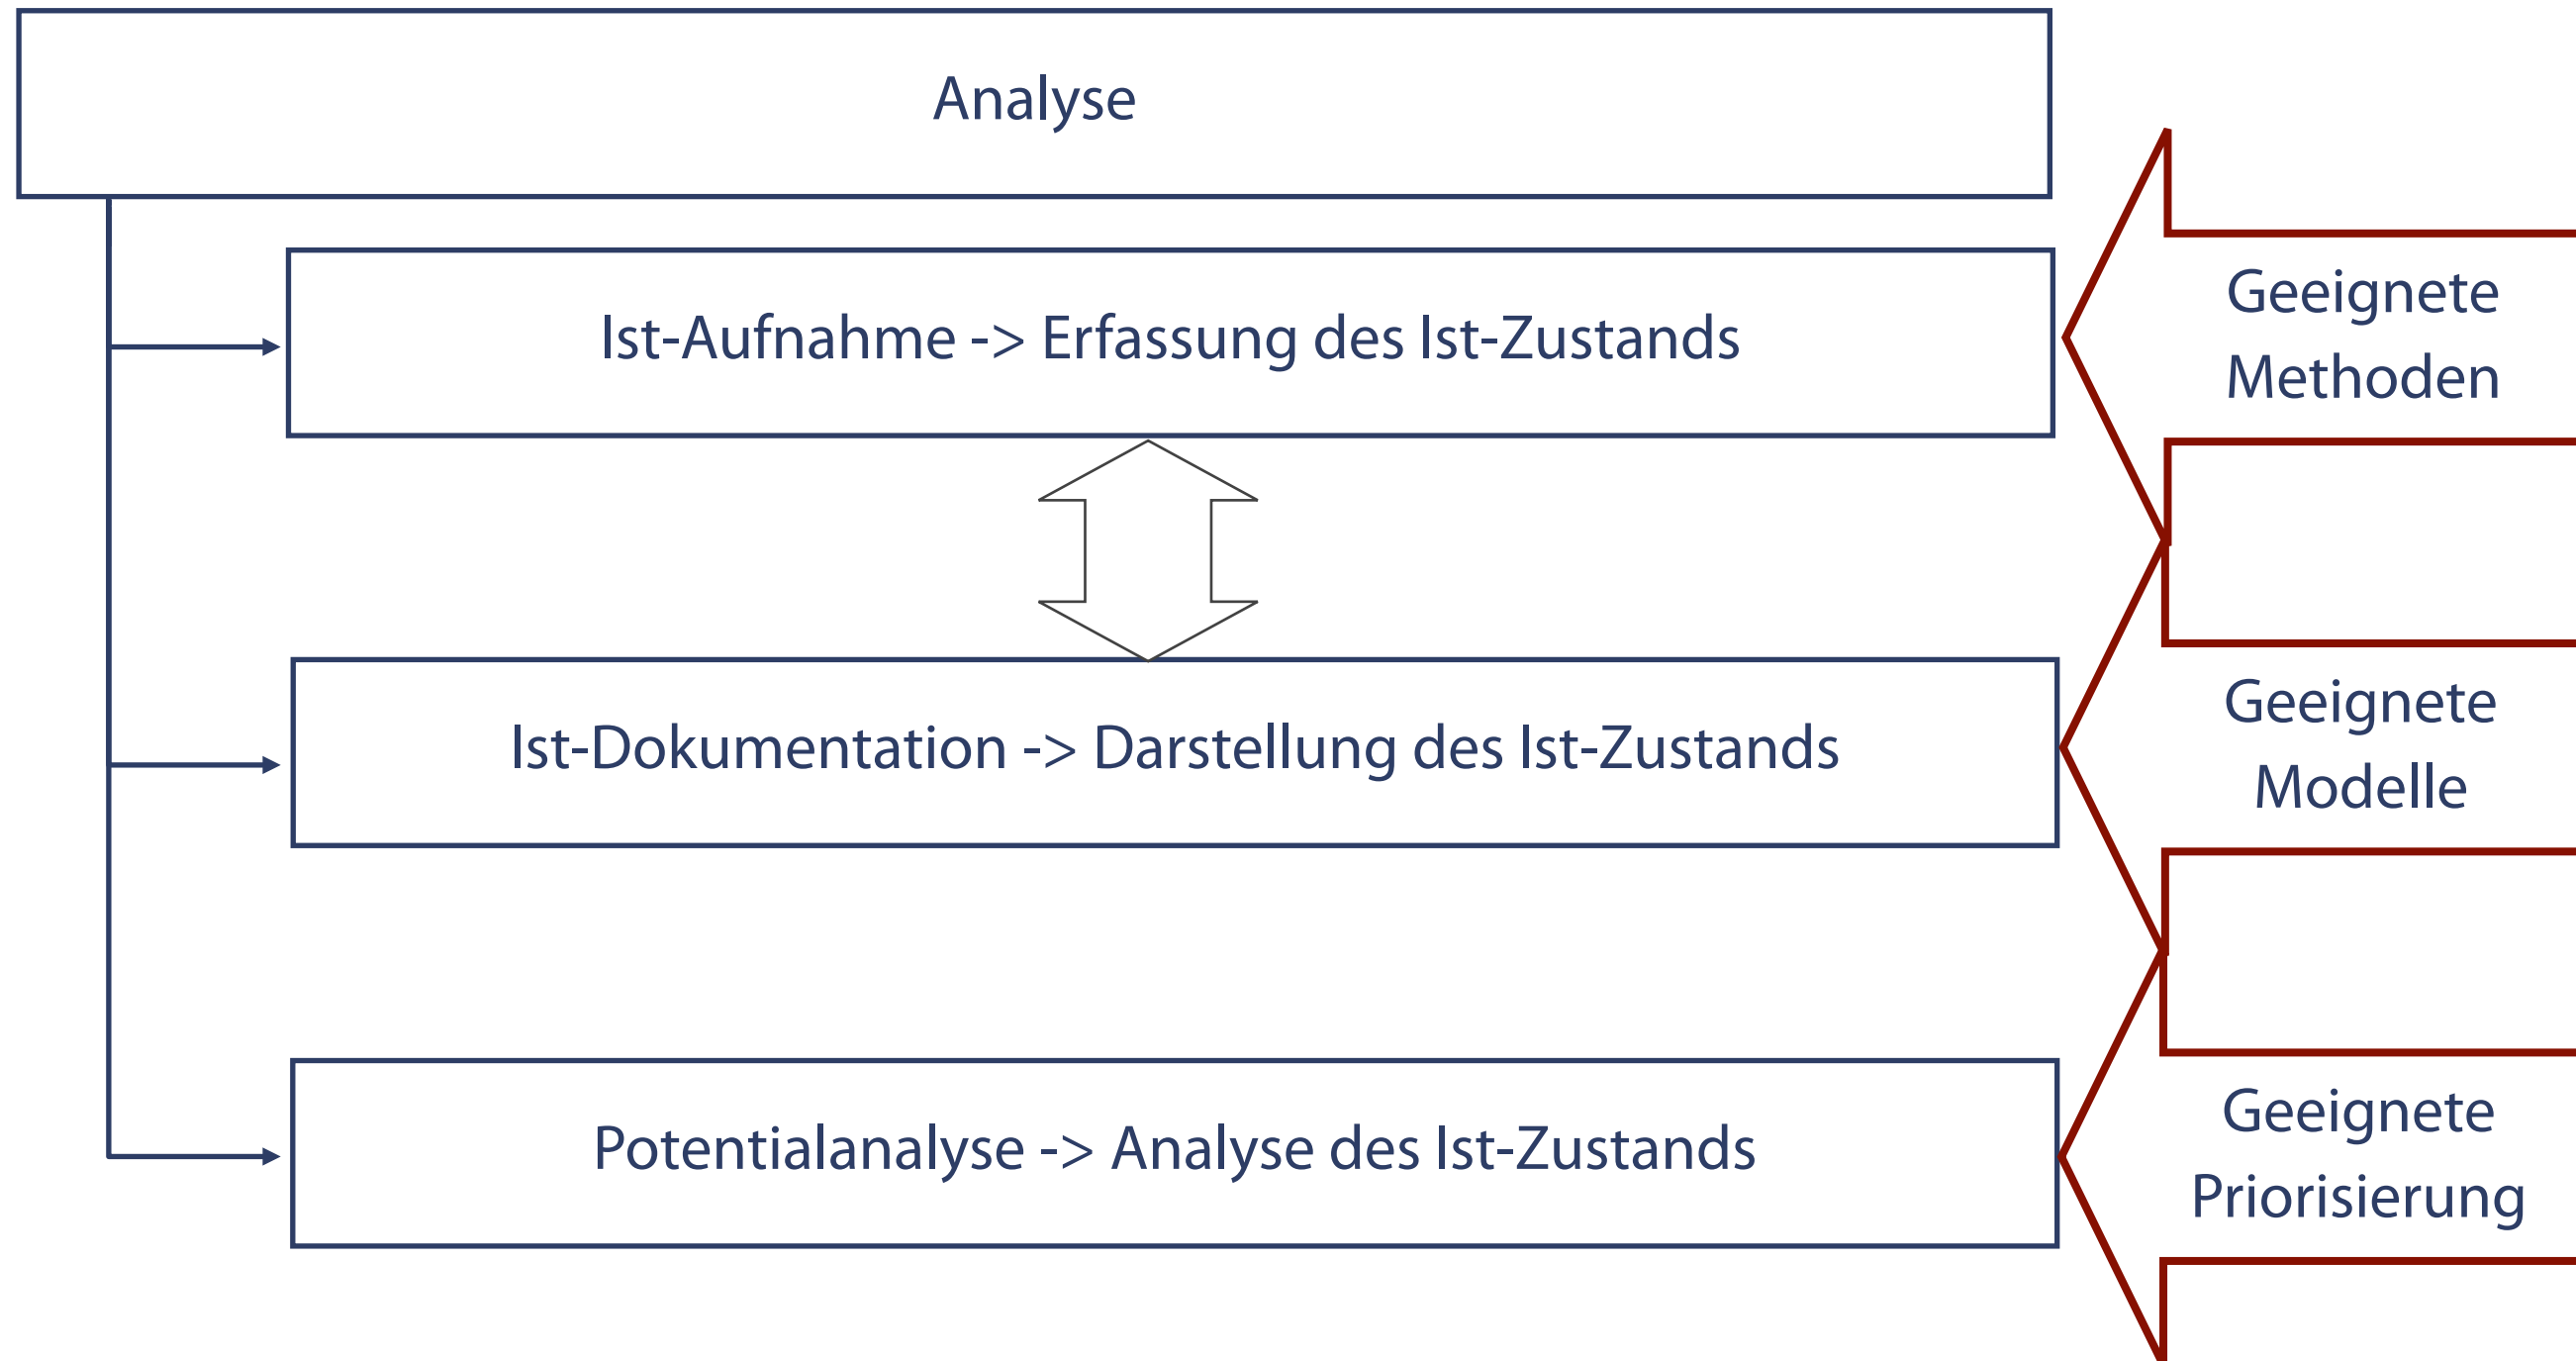 Analyse
Ist-Aufnahme -> Erfassung des Ist-Zustands
Geeignete
Methoden
Ist-Dokumentation -> Darstellung des Ist-Zustands
Geeignete
Modelle
Potentialanalyse -> Analyse des Ist-Zustands
Geeignete
Priorisierung